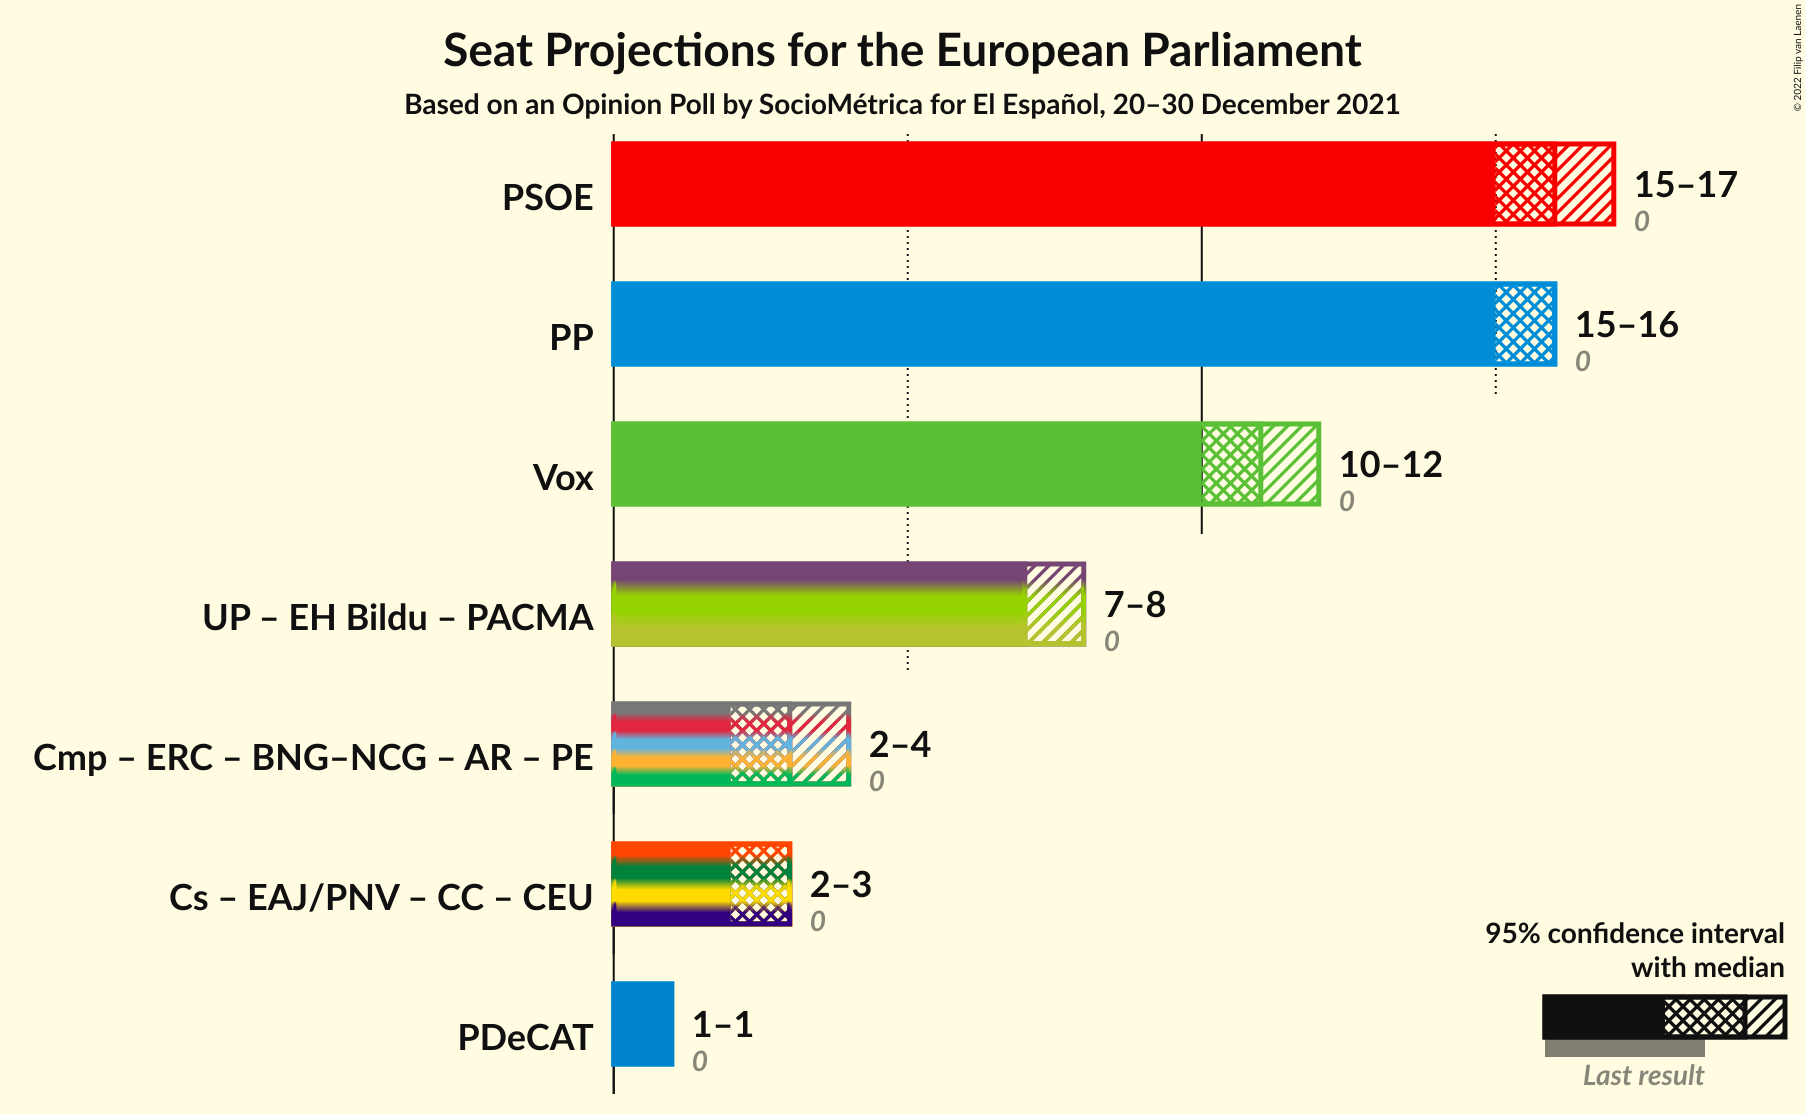 Seat Projections for the European Parliament
Based on an Opinion Poll by SocioMétrica for El Español, 20–30 December 2021
© 2022 Filip van Laenen
PSOE
15–17
0
PP
15–16
0
Vox
10–12
0
UP – EH Bildu – PACMA
7–8
0
Cmp – ERC – BNG–NCG – AR – PE
2–4
0
Cs – EAJ/PNV – CC – CEU
2–3
0
PDeCAT
1–1
0
95% confidence interval
with median
Last result